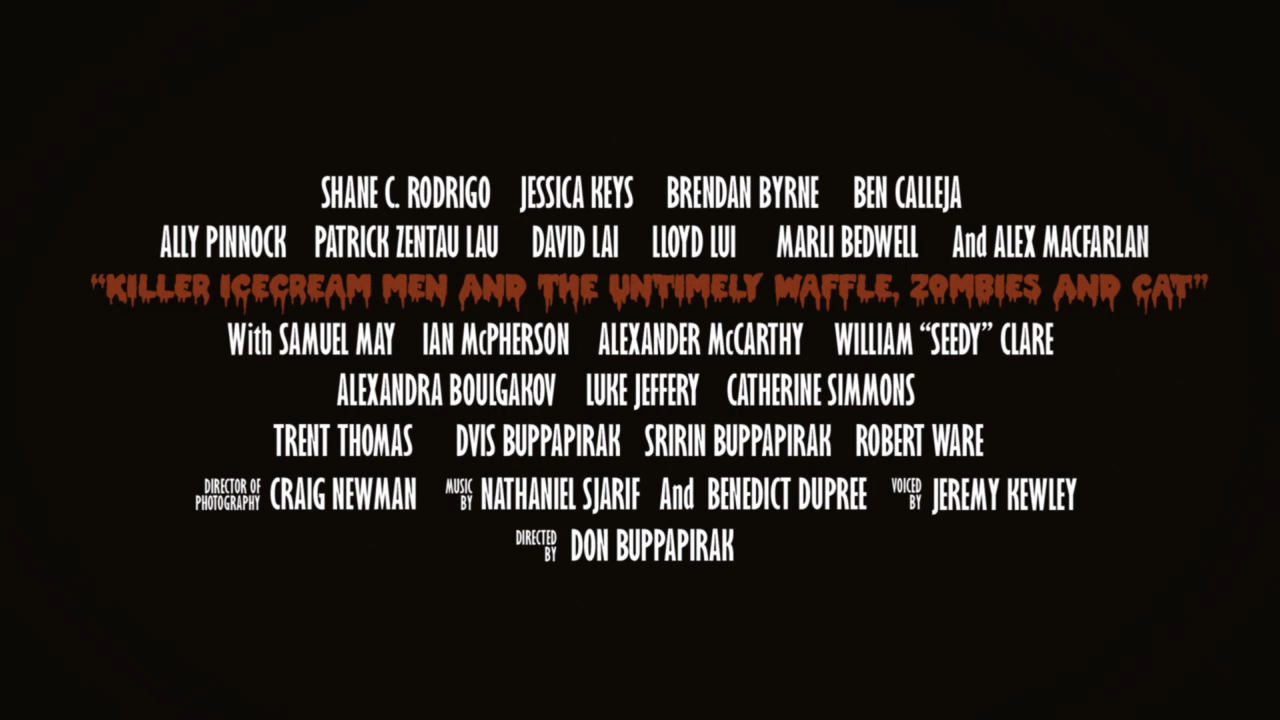 SHANE C. RODRIGO JESSICA KEYS BRENDAN BYRNE BEN CALLEJA
ALLY PINNOCK PATRICK ZENTAU LAU DAVID LAI LLOYD LUI MARLI BEDWELL And ALEX MACFARLAN
“KILLER ICECREAM MEN AND THE UNTIMELY WAFFLE, ZOMBIES AND CAT”
With SAMUEL MAY IAN McPHERSON ALEXANDER McCARTHY WILLIAM “SEEDY” CLARE
ALEXANDRA BOULGAKOV LUKE JEFFERY CATHERINE SIMMONS
TRENT THOMAS DVIS BUPPAPIRAK SRIRIN BUPPAPIRAK ROBERT WARE
DIRECTOR OF PHOTOGRAPHY CRAIG NEWMAN MUSIC BY NATHANIEL SJARIF And BENEDICT DUPREE VOICED BY JEREMY KEWLEY
DIRECTED BY DON BUPPAPIRAK